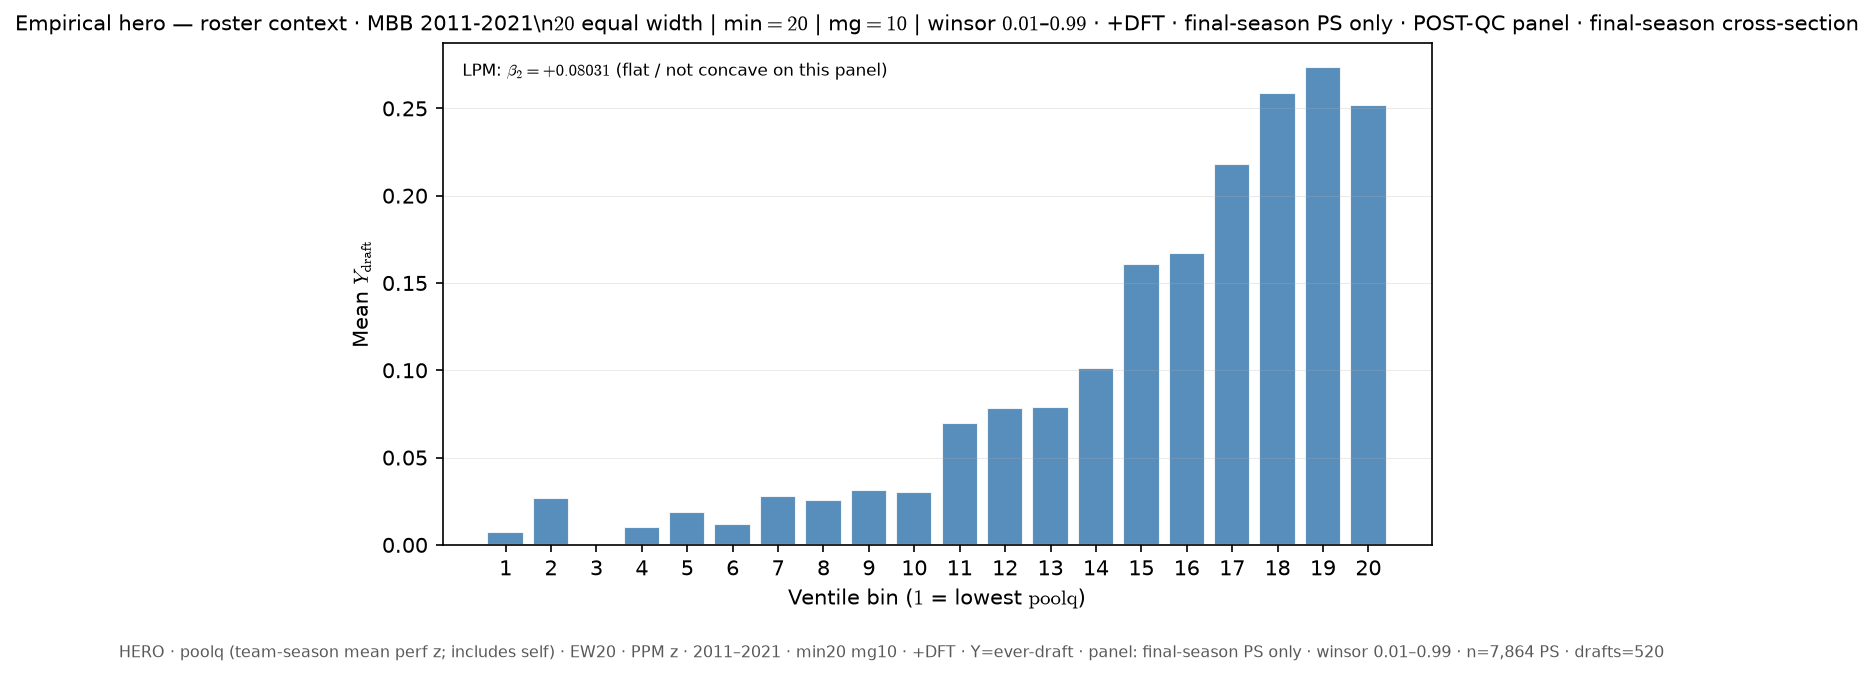 Empirical hero — roster context · MBB 2011-2021\n20 equal width | min = 20 | mg = 10 | winsor 0.01–0.99 · +DFT · final-season PS only · POST-QC panel · final-season cross-section
LPM: β₂ = +0.08031 (flat / not concave on this panel)
Mean Y_draft
0.25
0.20
0.15
0.10
0.05
0.00
1 2 3 4 5 6 7 8 9 10 11 12 13 14 15 16 17 18 19 20
Ventile bin (1 = lowest poolq)
HERO · poolq (team-season mean perf z; includes self) · EW20 · PPM z · 2011–2021 · min20 mg10 · +DFT · Y=ever-draft · panel: final-season PS only · winsor 0.01–0.99 · n=7,864 PS · drafts=520